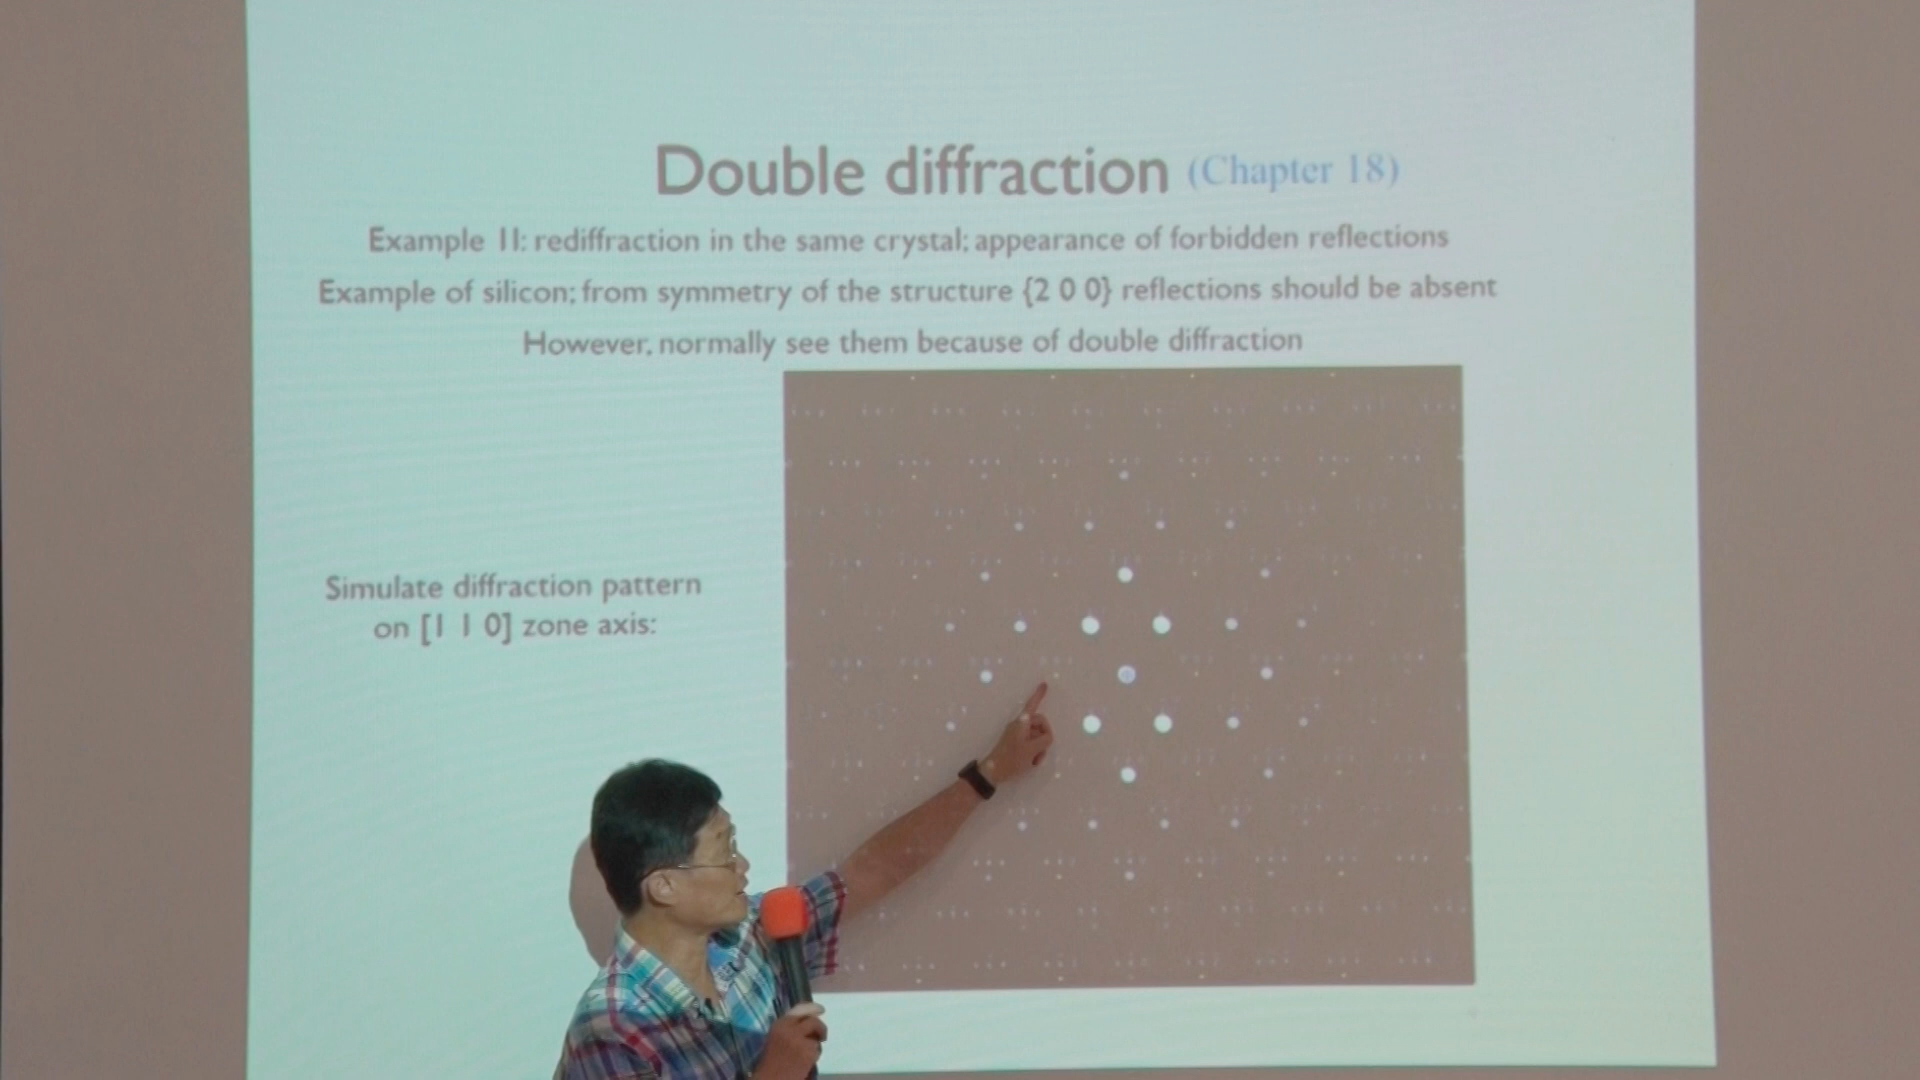 Double diffraction (Chapter 18)
Example II: rediffraction in the same crystal; appearance of forbidden reflections
Example of silicon; from symmetry of the structure {2 0 0} reflections should be absent
However, normally see them because of double diffraction
Simulate diffraction pattern
on [1 1 0] zone axis: